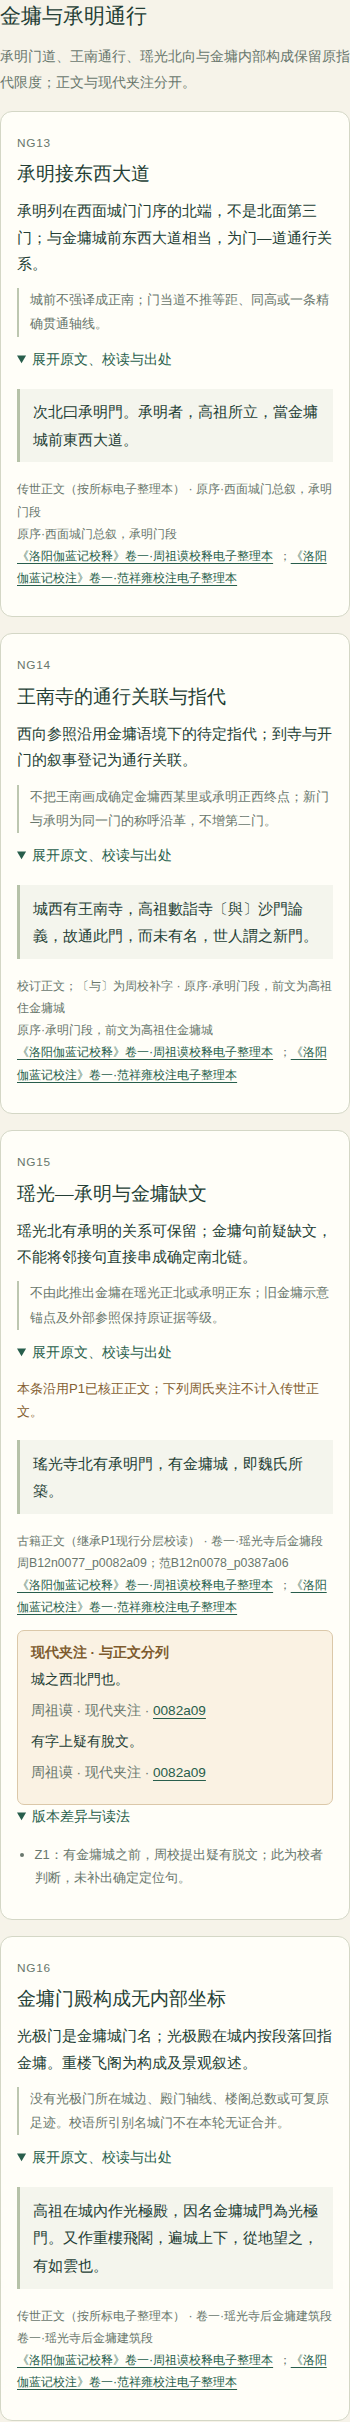 金墉与承明通行
承明门道、王南通行、瑶光北向与金墉内部构成保留原指
代限度；正文与现代夹注分开。
NG13
承明接东西大道
承明列在西面城门门序的北端，不是北面第三
门；与金墉城前东西大道相当，为门—道通行关
系。
城前不强译成正南；门当道不推等距、同高或一条精
确贯通轴线。
▼ 展开原文、校读与出处
次北曰承明門。承明者，高祖所立，當金墉
城前東西大道。
传世正文（按所标电子整理本） · 原序·西面城门总叙，承明
门段
原序·西面城门总叙，承明门段
《洛阳伽蓝记校释》卷一·周祖谟校释电子整理本 ；《洛阳
伽蓝记校注》卷一·范祥雍校注电子整理本
NG14
王南寺的通行关联与指代
西向参照沿用金墉语境下的待定指代；到寺与开
门的叙事登记为通行关联。
不把王南画成确定金墉西某里或承明正西终点；新门
与承明为同一门的称呼沿革，不增第二门。
▼ 展开原文、校读与出处
城西有王南寺，高祖數詣寺〔與〕沙門論
義，故通此門，而未有名，世人謂之新門。
校订正文；〔与〕为周校补字 · 原序·承明门段，前文为高祖
住金墉城
原序·承明门段，前文为高祖住金墉城
《洛阳伽蓝记校释》卷一·周祖谟校释电子整理本 ；《洛阳
伽蓝记校注》卷一·范祥雍校注电子整理本
NG15
瑶光—承明与金墉缺文
瑶光北有承明的关系可保留；金墉句前疑缺文，
不能将邻接句直接串成确定南北链。
不由此推出金墉在瑶光正北或承明正东；旧金墉示意
锚点及外部参照保持原证据等级。
▼ 展开原文、校读与出处
本条沿用P1已核正正文；下列周氏夹注不计入传世正
文。
瑤光寺北有承明門，有金墉城，即魏氏所
築。
古籍正文（继承P1现行分层校读） · 卷一·瑶光寺后金墉段
周B12n0077_p0082a09；范B12n0078_p0387a06
《洛阳伽蓝记校释》卷一·周祖谟校释电子整理本 ；《洛阳
伽蓝记校注》卷一·范祥雍校注电子整理本
现代夹注 · 与正文分列
城之西北門也。
周祖谟 · 现代夹注 · 0082a09
有字上疑有脫文。
周祖谟 · 现代夹注 · 0082a09
▼ 版本差异与读法
• Z1：有金墉城之前，周校提出疑有脱文；此为校者
判断，未补出确定定位句。
NG16
金墉门殿构成无内部坐标
光极门是金墉城门名；光极殿在城内按段落回指
金墉。重楼飞阁为构成及景观叙述。
没有光极门所在城边、殿门轴线、楼阁总数或可复原
足迹。校语所引别名城门不在本轮无证合并。
▼ 展开原文、校读与出处
高祖在城內作光極殿，因名金墉城門為光極
門。又作重樓飛閣，遍城上下，從地望之，
有如雲也。
传世正文（按所标电子整理本） · 卷一·瑶光寺后金墉建筑段
卷一·瑶光寺后金墉建筑段
《洛阳伽蓝记校释》卷一·周祖谟校释电子整理本 ；《洛阳
伽蓝记校注》卷一·范祥雍校注电子整理本